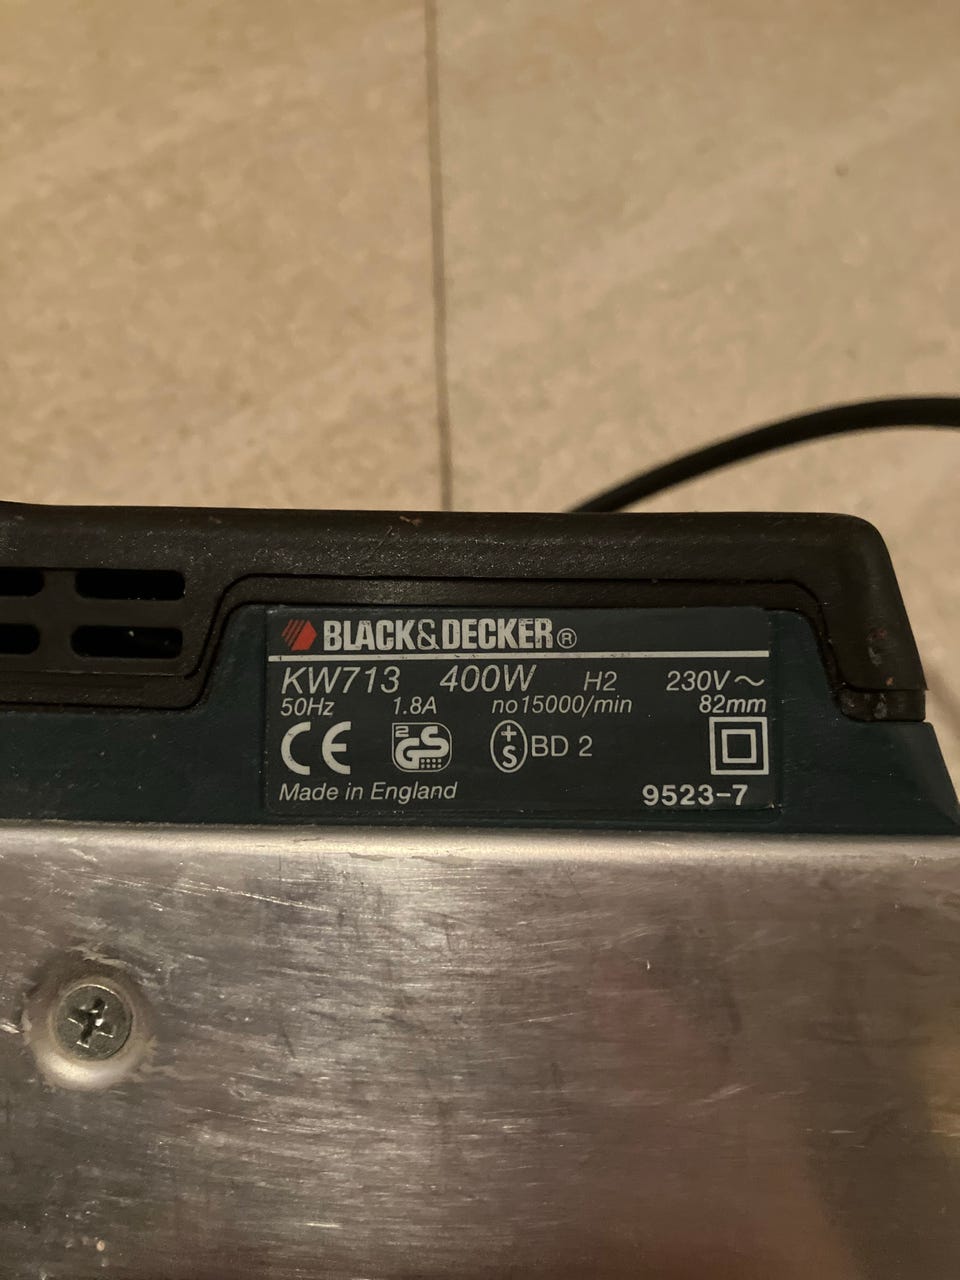 BLACK&DECKER®
KW713 400W H2 230V~
50Hz 1.8A no15000/min 82mm
CE 2 GS +S BD 2
Made in England 9523-7